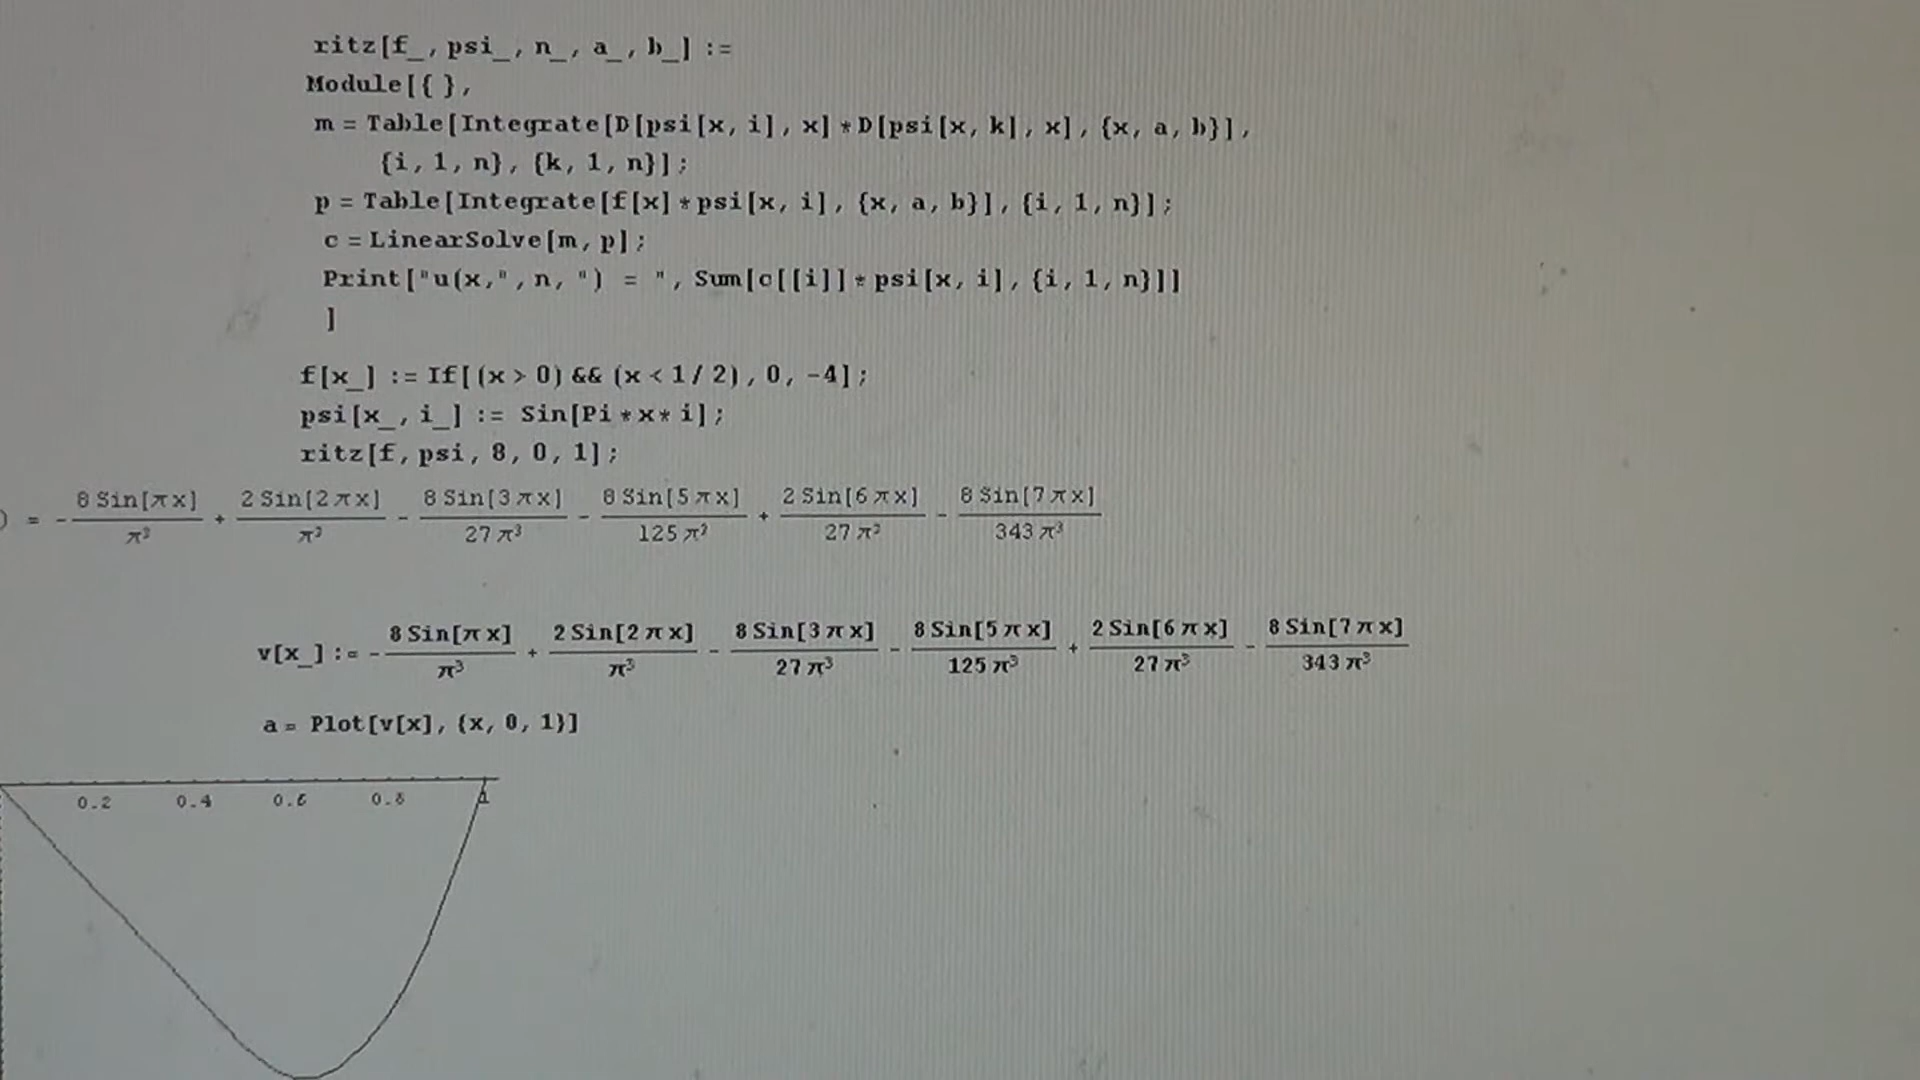 ritz[f_, psi_, n_, a_, b_] :=
Module[{ },
m = Table[Integrate[D[psi[x, i], x] * D[psi[x, k], x], {x, a, b}],
{i, 1, n}, {k, 1, n}];
p = Table[Integrate[f[x] * psi[x, i], {x, a, b}], {i, 1, n}];
c = LinearSolve[m, p];
Print["u(x,", n, ") = ", Sum[c[[i]] * psi[x, i], {i, 1, n}]]
]
f[x_] := If[(x > 0) && (x < 1 / 2), 0, -4];
psi[x_, i_] := Sin[Pi * x * i];
ritz[f, psi, 8, 0, 1];
) = - 8 Sin[π x] / π³ + 2 Sin[2 π x] / π³ - 8 Sin[3 π x] / 27 π³ - 8 Sin[5 π x] / 125 π³ + 2 Sin[6 π x] / 27 π³ - 8 Sin[7 π x] / 343 π³
v[x_] := - 8 Sin[π x] / π³ + 2 Sin[2 π x] / π³ - 8 Sin[3 π x] / 27 π³ - 8 Sin[5 π x] / 125 π³ + 2 Sin[6 π x] / 27 π³ - 8 Sin[7 π x] / 343 π³
a = Plot[v[x], {x, 0, 1}]
0.2 0.4 0.6 0.8 1